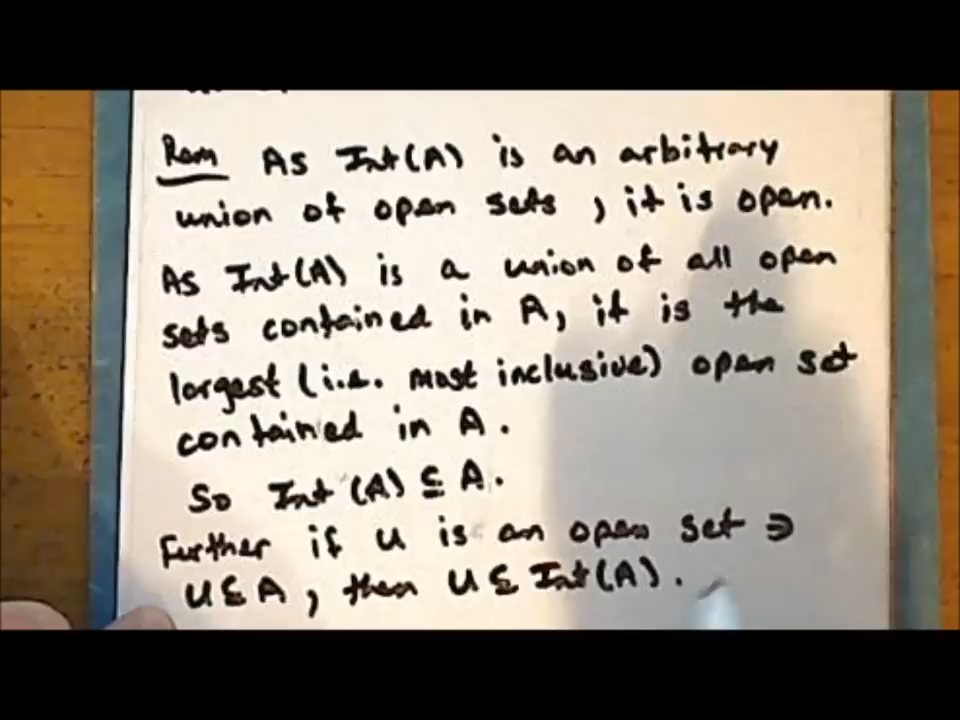 Rem As Int(A) is an arbitrary
union of open sets, it is open.
As Int(A) is a union of all open
sets contained in A, it is the
largest (i.e. most inclusive) open set
contained in A.
So Int(A) ⊆ A.
Further if U is an open set ∋
U ⊆ A, then U ⊆ Int(A).